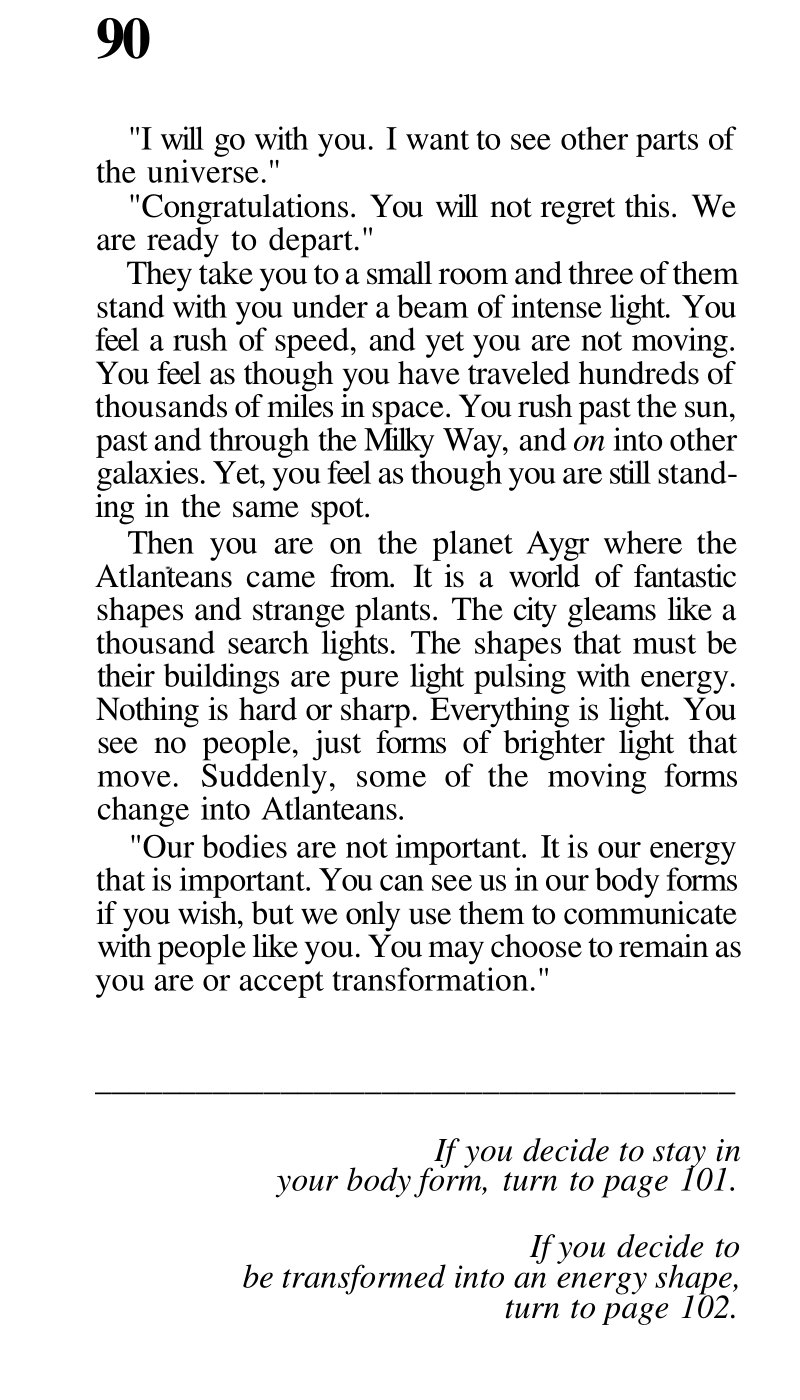 90
"I will go with you. I want to see other parts of
the universe."
"Congratulations. You will not regret this. We
are ready to depart."
They take you to a small room and three of them
stand with you under a beam of intense light. You
feel a rush of speed, and yet you are not moving.
You feel as though you have traveled hundreds of
thousands of miles in space. You rush past the sun,
past and through the Milky Way, and on into other
galaxies. Yet, you feel as though you are still stand-
ing in the same spot.
Then you are on the planet Aygr where the
Atlanteans came from. It is a world of fantastic
shapes and strange plants. The city gleams like a
thousand search lights. The shapes that must be
their buildings are pure light pulsing with energy.
Nothing is hard or sharp. Everything is light. You
see no people, just forms of brighter light that
move. Suddenly, some of the moving forms
change into Atlanteans.
"Our bodies are not important. It is our energy
that is important. You can see us in our body forms
if you wish, but we only use them to communicate
with people like you. You may choose to remain as
you are or accept transformation."
If you decide to stay in
your body form, turn to page 101.
If you decide to
be transformed into an energy shape,
turn to page 102.